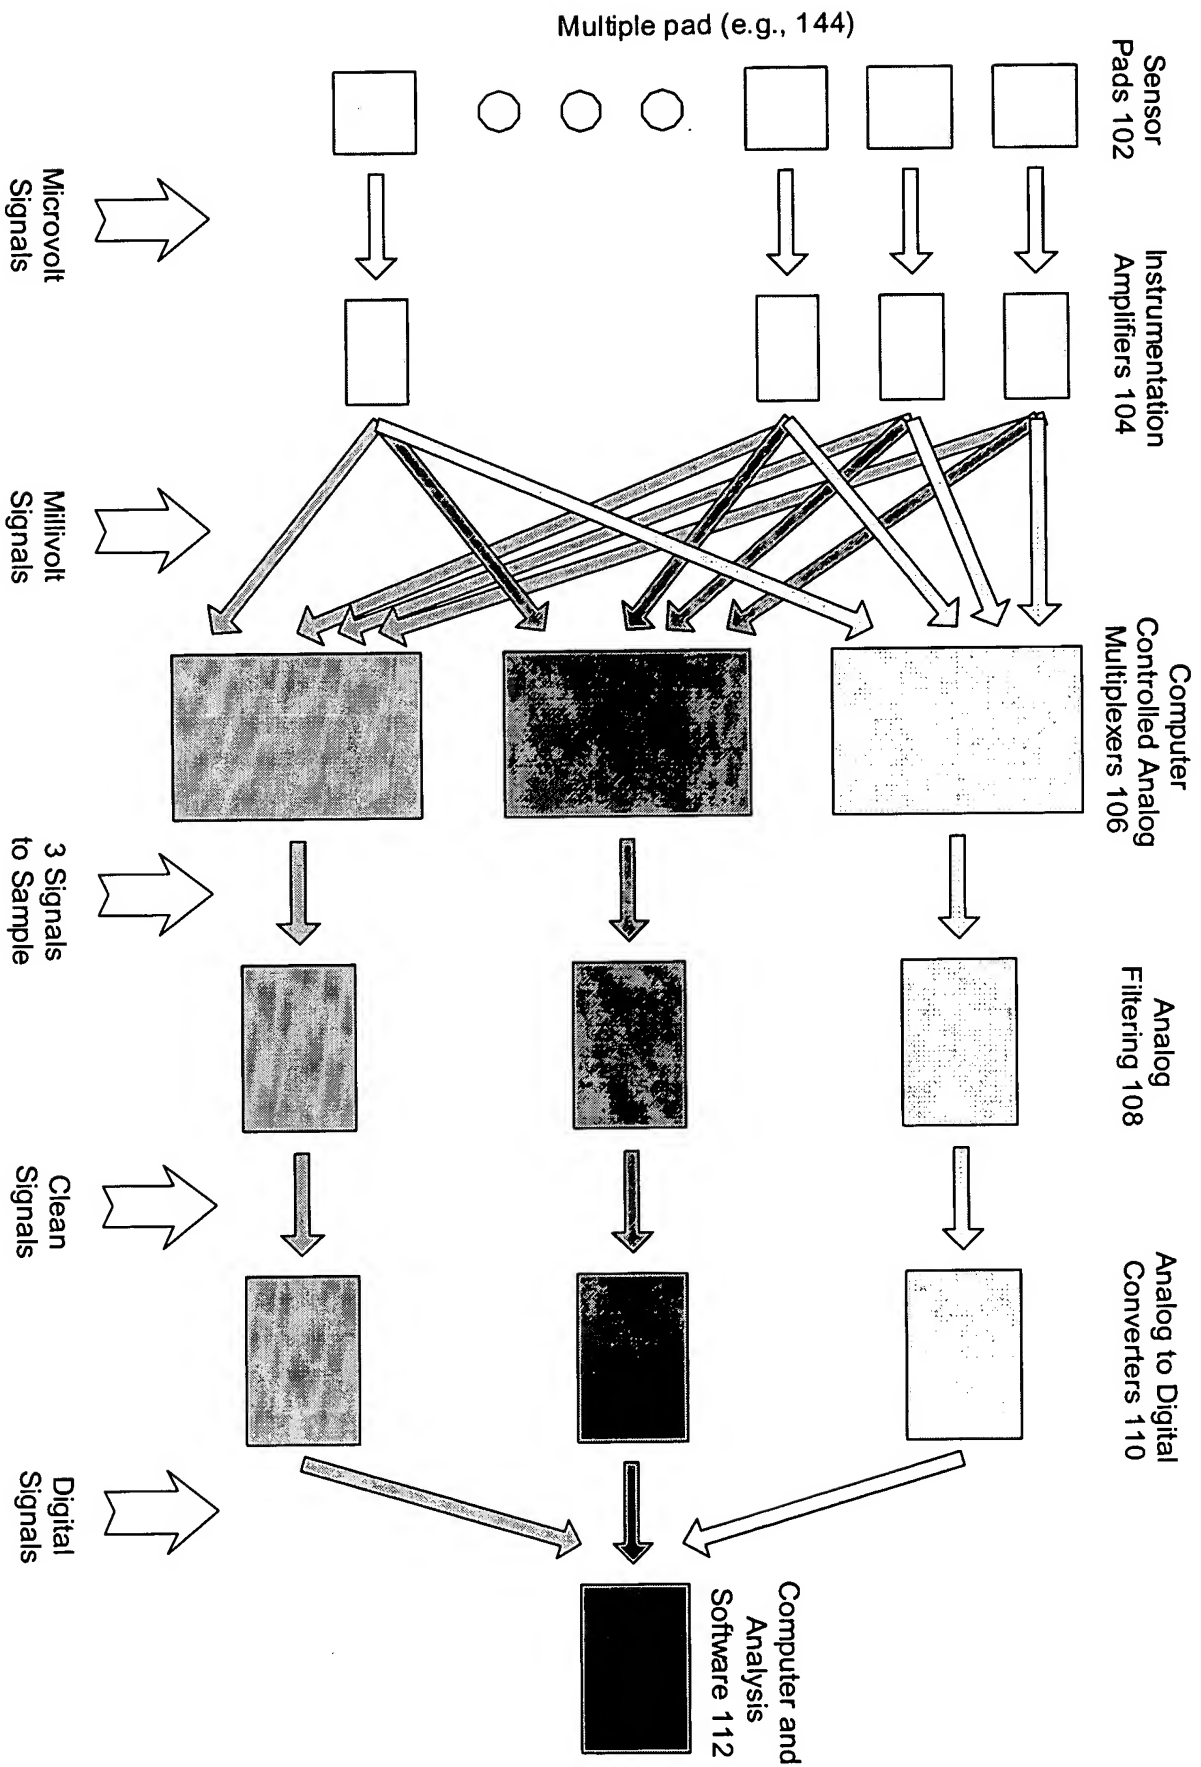 Multiple pad (e.g., 144)
Sensor
Pads 102
Instrumentation
Amplifiers 104
Computer
Controlled Analog
Multiplexers 106
Analog
Filtering 108
Analog to Digital
Converters 110
Computer and
Analysis
Software 112
Microvolt
Signals
Millivolt
Signals
3 Signals
to Sample
Clean
Signals
Digital
Signals